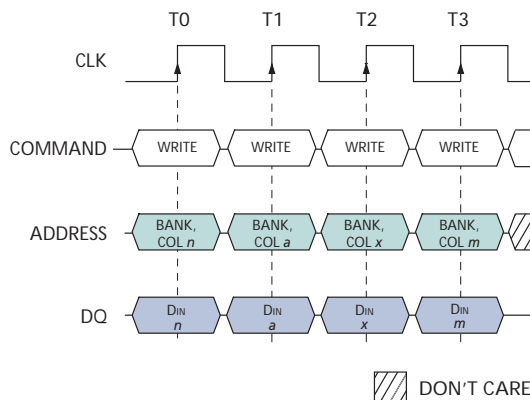 T0 T1 T2 T3
CLK
COMMAND WRITE WRITE WRITE WRITE
ADDRESS BANK, COL n BANK, COL a BANK, COL x BANK, COL m
DQ DIN n DIN a DIN x DIN m
DON'T CARE